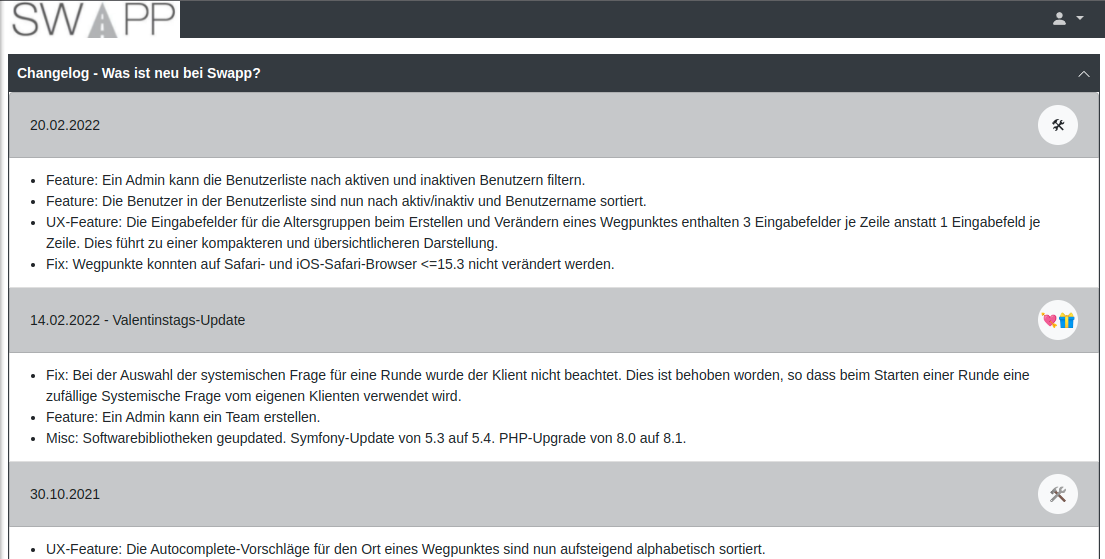 SWAPP
Changelog - Was ist neu bei Swapp?
20.02.2022
Feature: Ein Admin kann die Benutzerliste nach aktiven und inaktiven Benutzern filtern.
Feature: Die Benutzer in der Benutzerliste sind nun nach aktiv/inaktiv und Benutzername sortiert.
UX-Feature: Die Eingabefelder für die Altersgruppen beim Erstellen und Verändern eines Wegpunktes enthalten 3 Eingabefelder je Zeile anstatt 1 Eingabefeld je
Zeile. Dies führt zu einer kompakteren und übersichtlicheren Darstellung.
Fix: Wegpunkte konnten auf Safari- und iOS-Safari-Browser <=15.3 nicht verändert werden.
14.02.2022 - Valentinstags-Update
Fix: Bei der Auswahl der systemischen Frage für eine Runde wurde der Klient nicht beachtet. Dies ist behoben worden, so dass beim Starten einer Runde eine
zufällige Systemische Frage vom eigenen Klienten verwendet wird.
Feature: Ein Admin kann ein Team erstellen.
Misc: Softwarebibliotheken geupdated. Symfony-Update von 5.3 auf 5.4. PHP-Upgrade von 8.0 auf 8.1.
30.10.2021
UX-Feature: Die Autocomplete-Vorschläge für den Ort eines Wegpunktes sind nun aufsteigend alphabetisch sortiert.